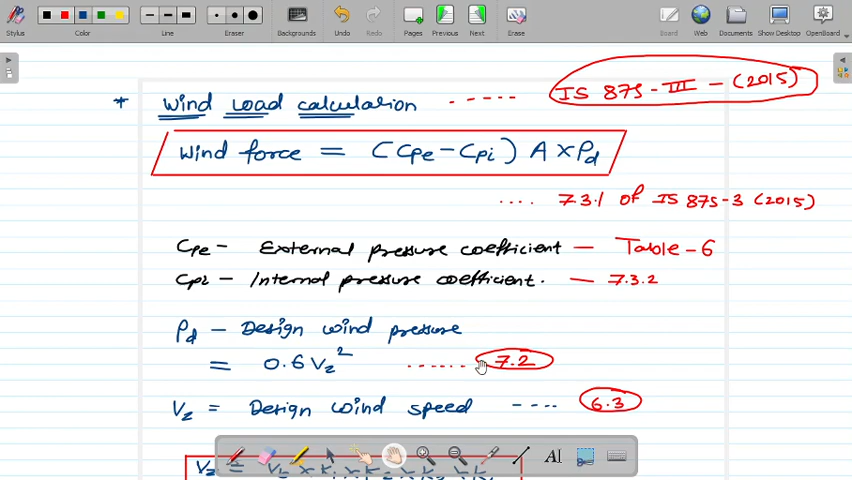 Stylus Color Line Eraser Backgrounds Undo Redo Pages Previous Next Erase Board Web Documents Show Desktop OpenBoard
* Wind Load calculation ..... IS 875-III-(2015)
Wind force = (Cpe-Cpi) A×Pd
.... 7.3.1 of IS 875-3 (2015)
Cpe - External pressure coefficient - Table-6
Cpi - Internal pressure coefficient. - 7.3.2
Pd - Design wind pressure
= 0.6 Vz² ...... 7.2
Vz = Design wind speed ---- 6.3
Vz =